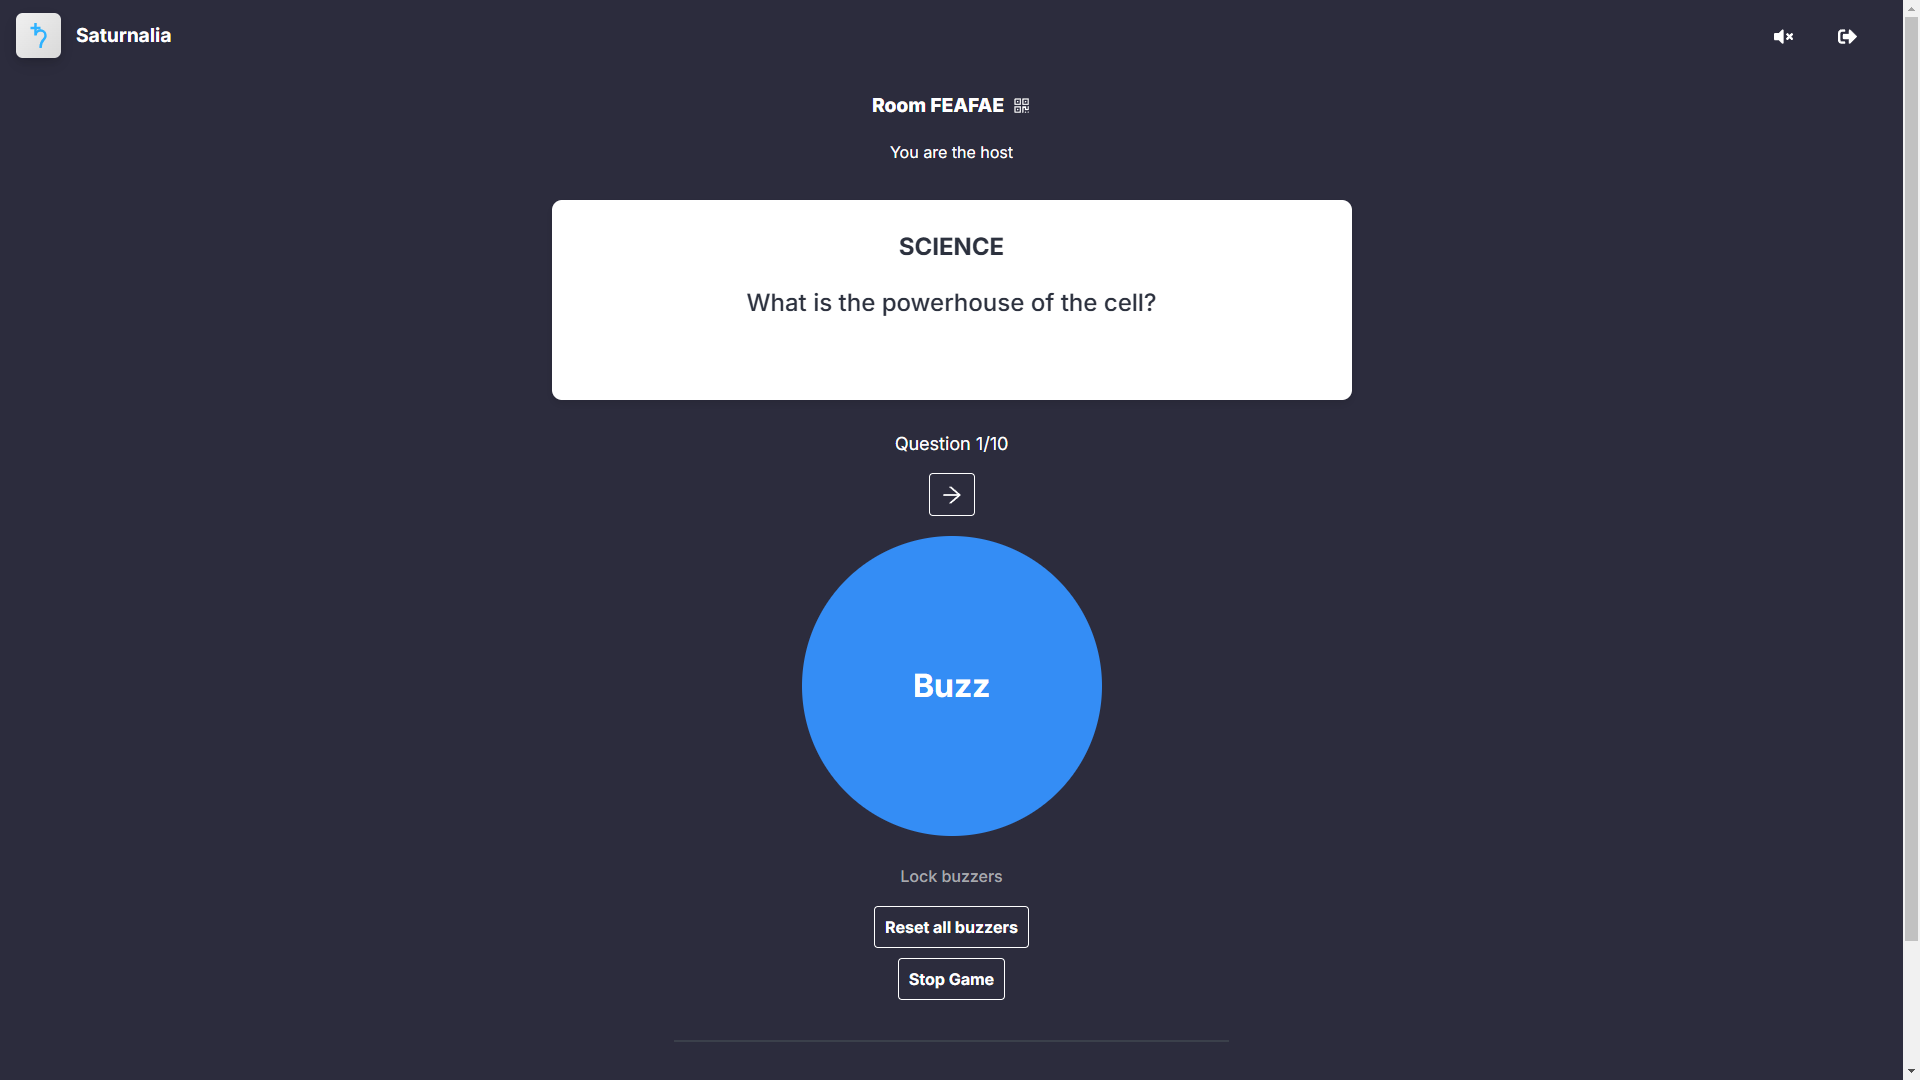 Saturnalia
Room FEAFAE
You are the host
SCIENCE
What is the powerhouse of the cell?
Question 1/10
Buzz
Lock buzzers
Reset all buzzers
Stop Game